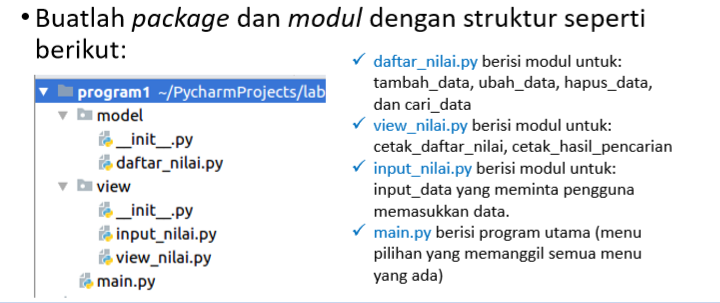 • Buatlah package dan modul dengan struktur seperti
berikut:
program1 ~/PycharmProjects/lab
model
__init__.py
daftar_nilai.py
view
__init__.py
input_nilai.py
view_nilai.py
main.py
✓ daftar_nilai.py berisi modul untuk:
tambah_data, ubah_data, hapus_data,
dan cari_data
✓ view_nilai.py berisi modul untuk:
cetak_daftar_nilai, cetak_hasil_pencarian
✓ input_nilai.py berisi modul untuk:
input_data yang meminta pengguna
memasukkan data.
✓ main.py berisi program utama (menu
pilihan yang memanggil semua menu
yang ada)